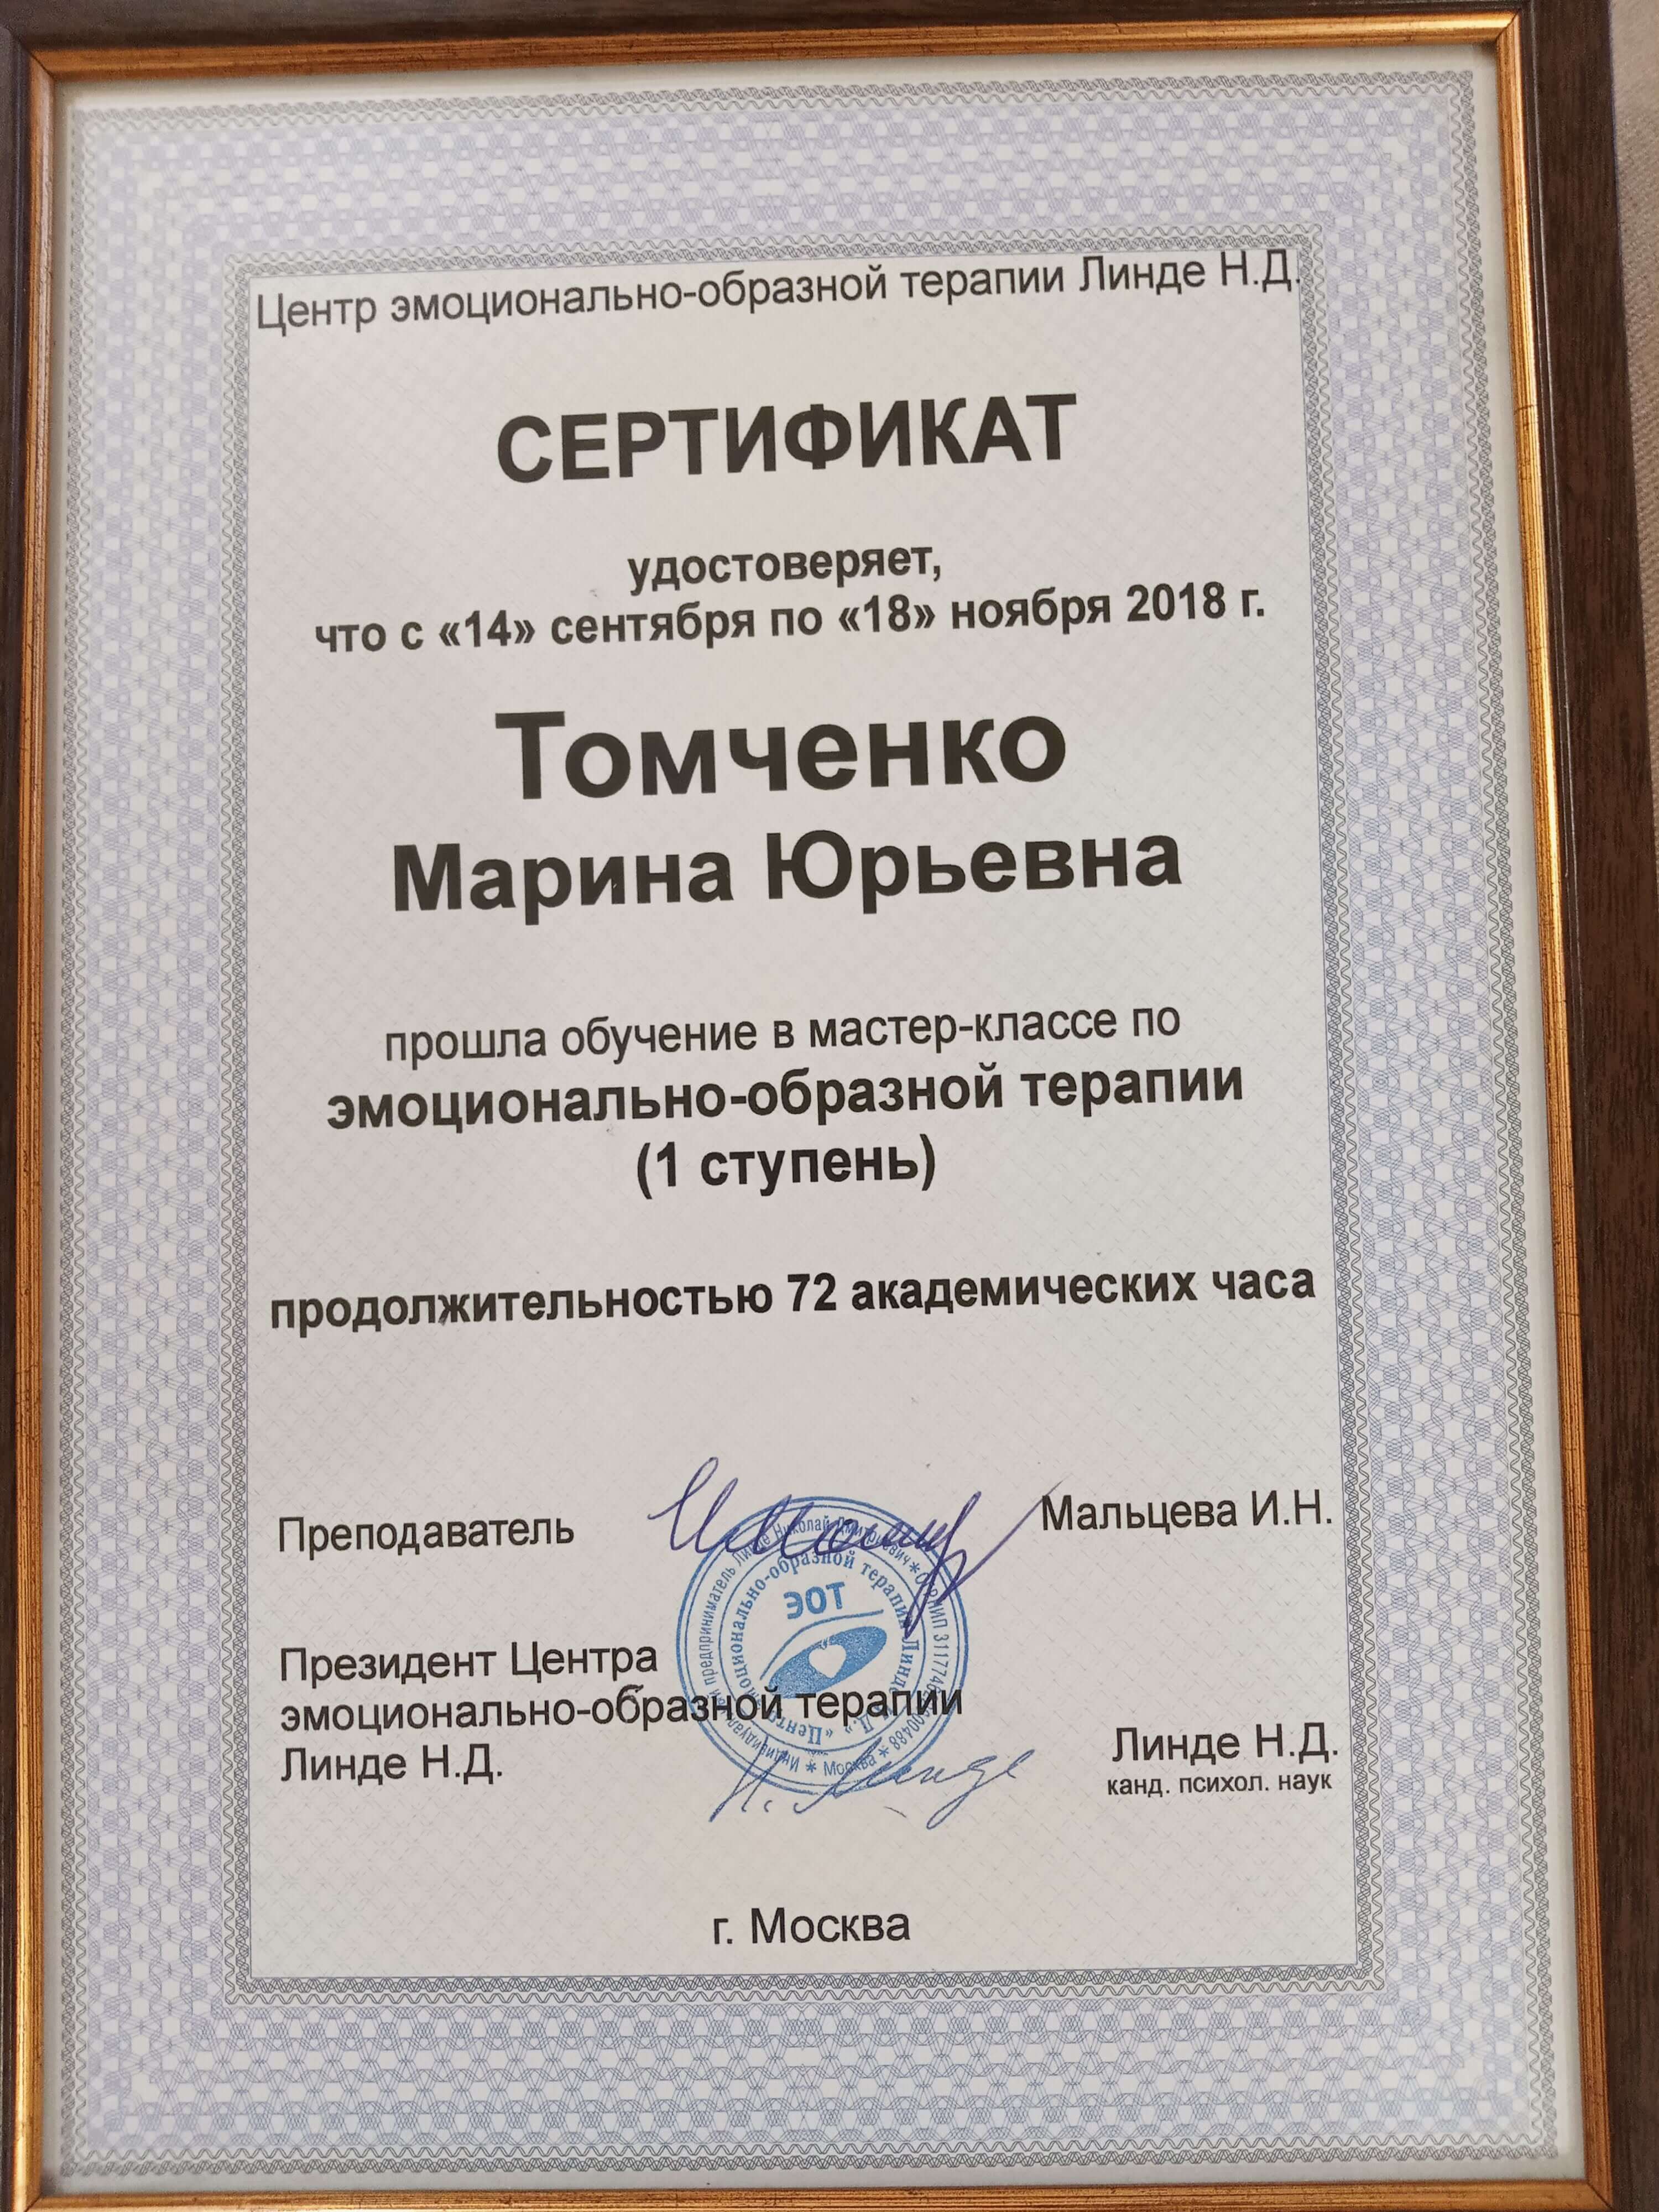 Центр эмоционально-образной терапии Линде Н.Д.
СЕРТИФИКАТ
удостоверяет,
что с «14» сентября по «18» ноября 2018 г.
Томченко
Марина Юрьевна
прошла обучение в мастер-классе по
эмоционально-образной терапии
(1 ступень)
продолжительностью 72 академических часа
Преподаватель
Мальцева И.Н.
ЭОТ
Президент Центра
эмоционально-образной терапии
Линде Н.Д.
Линде Н.Д.
канд. психол. наук
Н. Линде
г. Москва